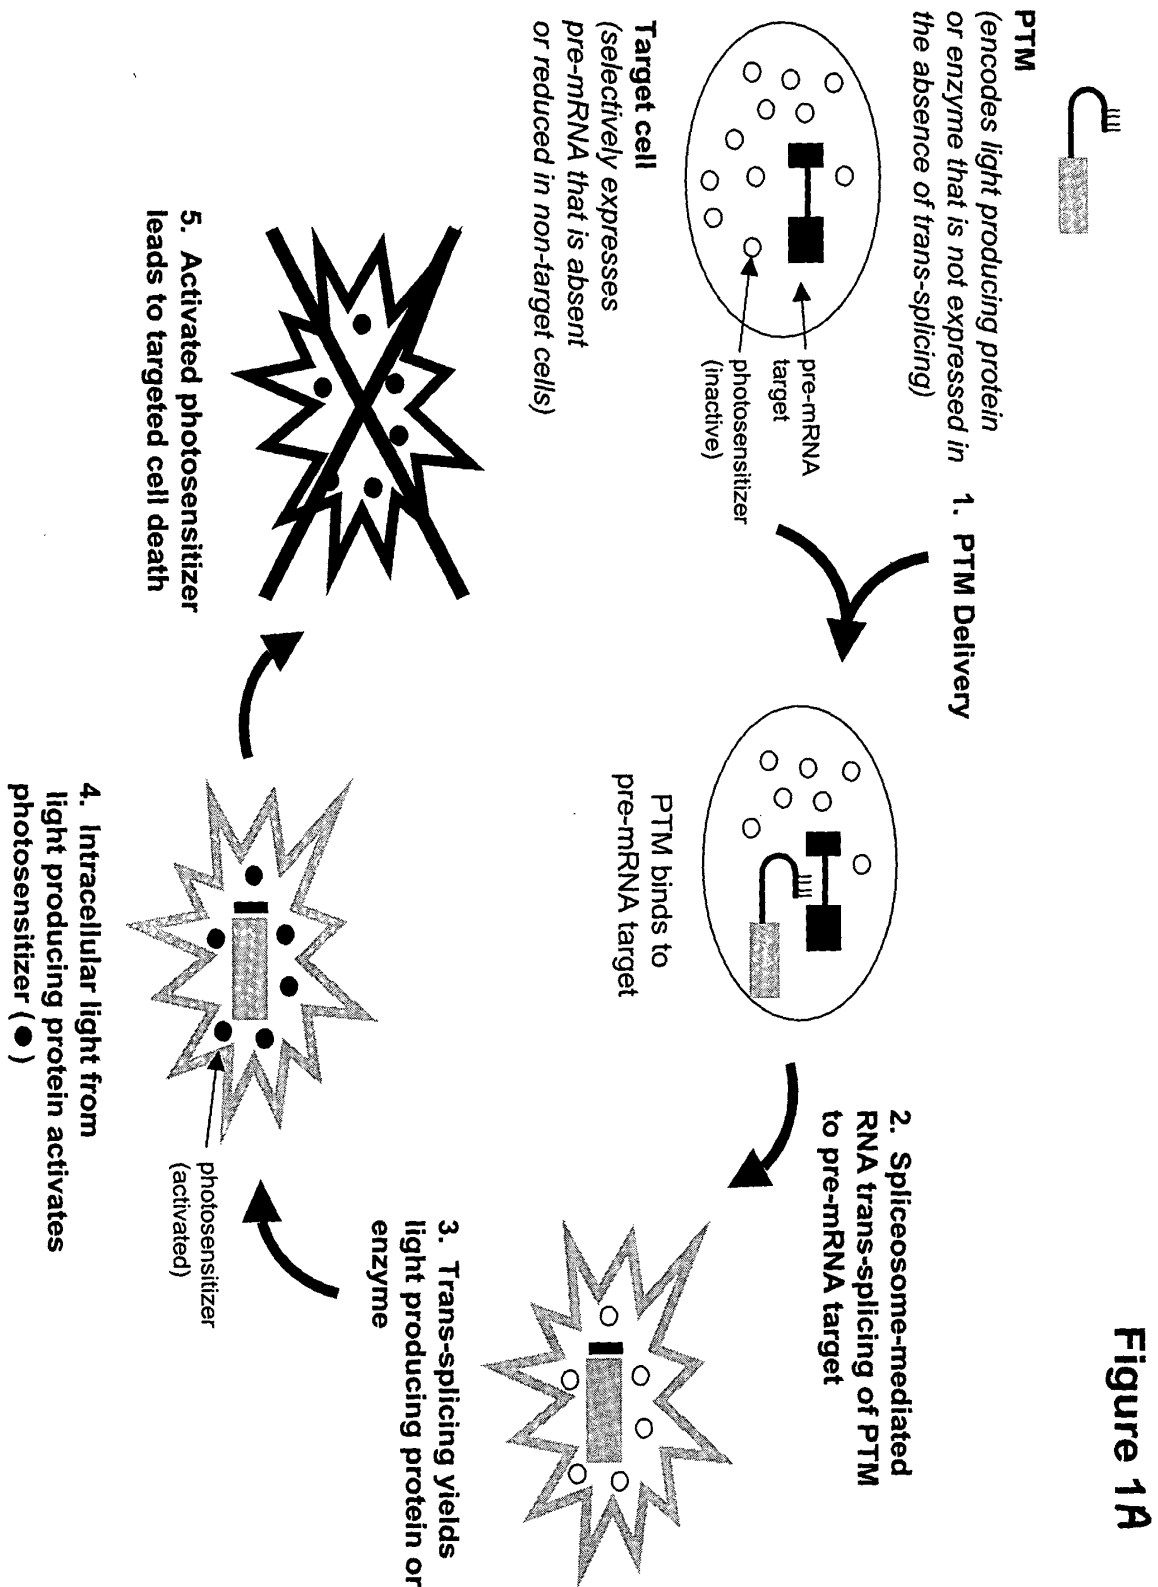 Figure 1A
PTM
(encodes light producing protein
or enzyme that is not expressed in
the absence of trans-splicing)
1. PTM Delivery
pre-mRNA
target
photosensitizer
(inactive)
Target cell
(selectively expresses
pre-mRNA that is absent
or reduced in non-target cells)
PTM binds to
pre-mRNA target
2. Spliceosome-mediated
RNA trans-splicing of PTM
to pre-mRNA target
3. Trans-splicing yields
light producing protein or
enzyme
photosensitizer
(activated)
4. Intracellular light from
light producing protein activates
photosensitizer (●)
5. Activated photosensitizer
leads to targeted cell death